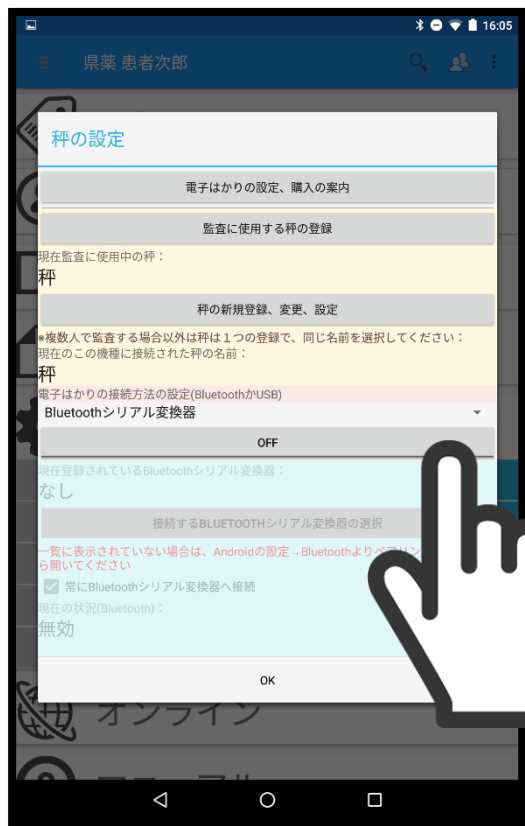 16:05
県薬 患者次郎
秤の設定
電子はかりの設定、購入の案内
監査に使用する秤の登録
現在監査に使用中の秤：
秤
秤の新規登録、変更、設定
*複数人で監査する場合以外は秤は１つの登録で、同じ名前を選択してください：
現在のこの機種に接続された秤の名前：
秤
電子はかりの接続方法の設定(BluetoothかUSB)
Bluetoothシリアル変換器
OFF
現在登録されているBluetoothシリアル変換器：
なし
接続するBLUETOOTHシリアル変換器の選択
一覧に表示されていない場合は、Androidの設定→Bluetoothよりペアリン
ら開いてください
常にBluetoothシリアル変換器へ接続
現在の状況(Bluetooth)：
無効
OK
オンライン